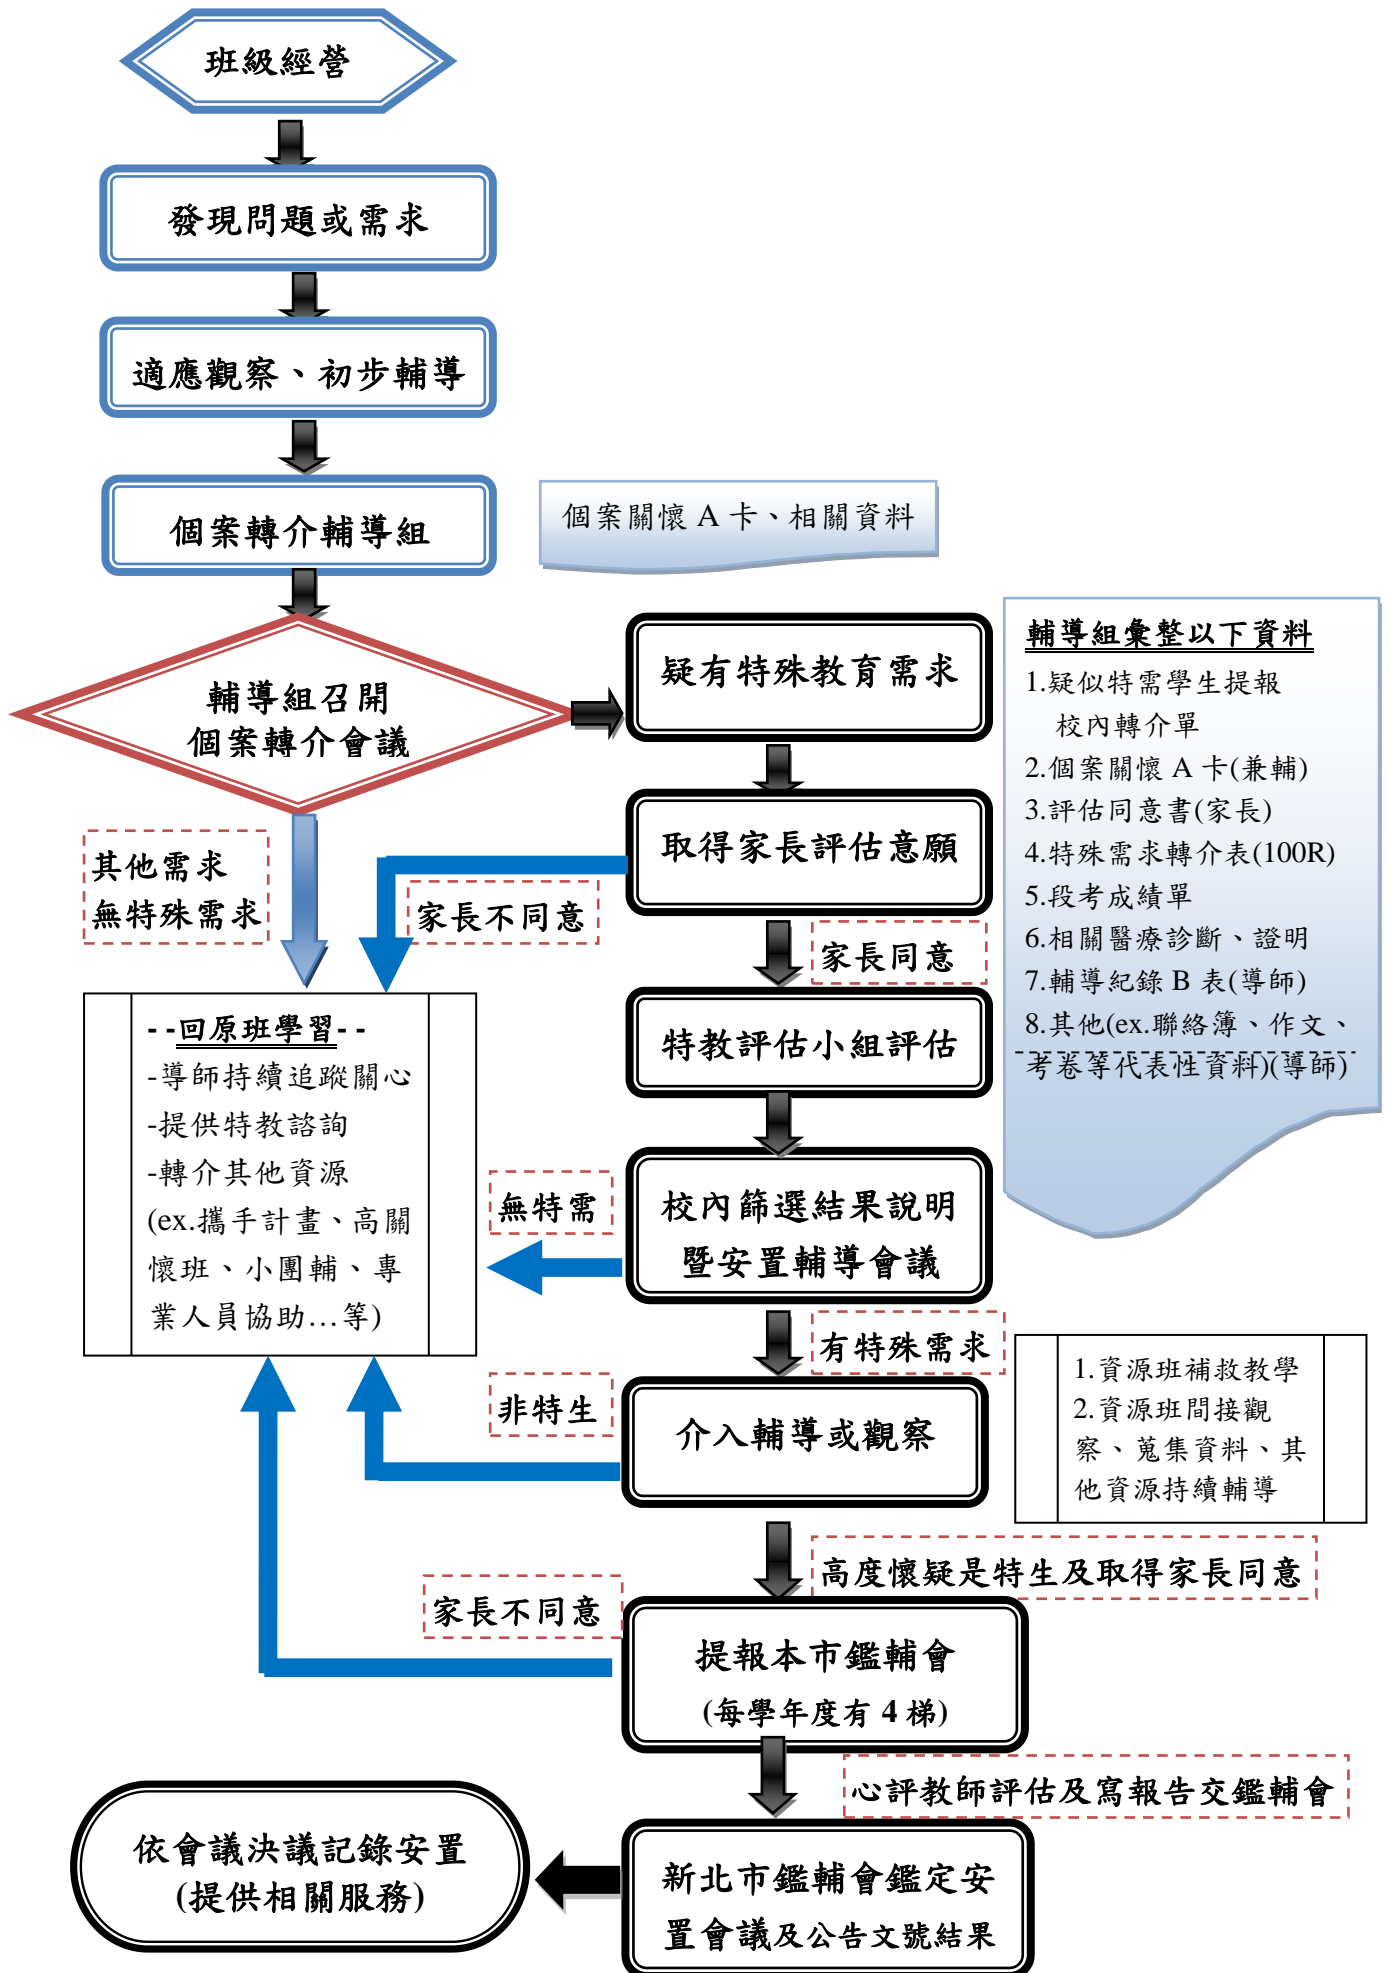 班級經營
發現問題或需求
適應觀察、初步輔導
個案轉介輔導組
個案關懷 A 卡、相關資料
輔導組召開
個案轉介會議
疑有特殊教育需求
輔導組彙整以下資料
1.疑似特需學生提報
校內轉介單
2.個案關懷 A 卡(兼輔)
3.評估同意書(家長)
4.特殊需求轉介表(100R)
5.段考成績單
6.相關醫療診斷、證明
7.輔導紀錄 B 表(導師)
8.其他(ex.聯絡簿、作文、
考卷等代表性資料)(導師)
取得家長評估意願
其他需求
無特殊需求
家長不同意
家長同意
特教評估小組評估
--回原班學習--
-導師持續追蹤關心
-提供特教諮詢
-轉介其他資源
(ex.攜手計畫、高關
懷班、小團輔、專
業人員協助…等)
無特需
校內篩選結果說明
暨安置輔導會議
有特殊需求
非特生
介入輔導或觀察
1.資源班補救教學
2.資源班間接觀
察、蒐集資料、其
他資源持續輔導
高度懷疑是特生及取得家長同意
家長不同意
提報本市鑑輔會
(每學年度有 4 梯)
心評教師評估及寫報告交鑑輔會
依會議決議記錄安置
(提供相關服務)
新北市鑑輔會鑑定安
置會議及公告文號結果